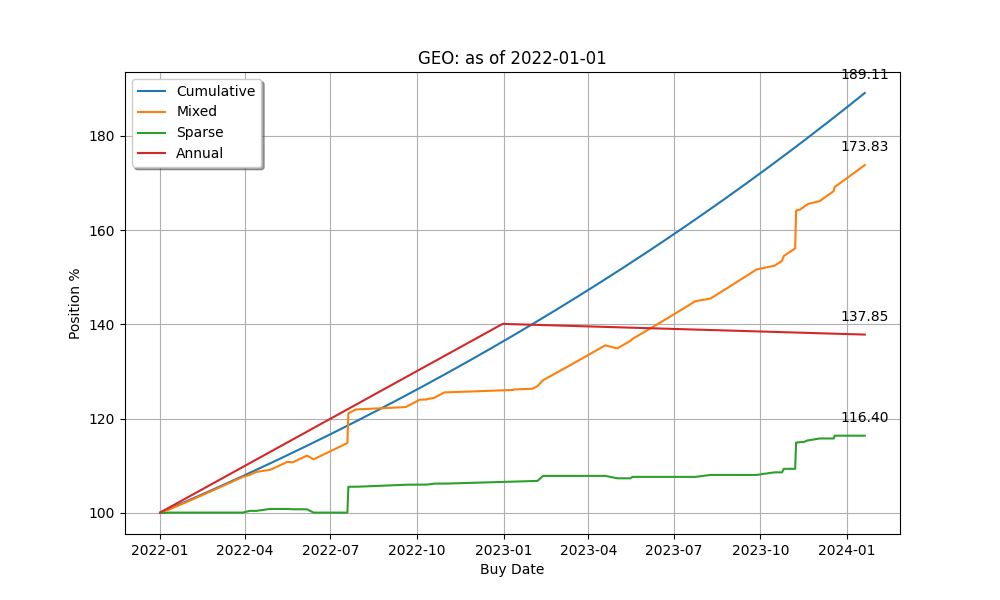 GEO: as of 2022-01-01
189.11
Cumulative
Mixed
Sparse
Annual
173.83
137.85
116.40
180
160
140
120
100
Position %
2022-01 2022-04 2022-07 2022-10 2023-01 2023-04 2023-07 2023-10 2024-01
Buy Date